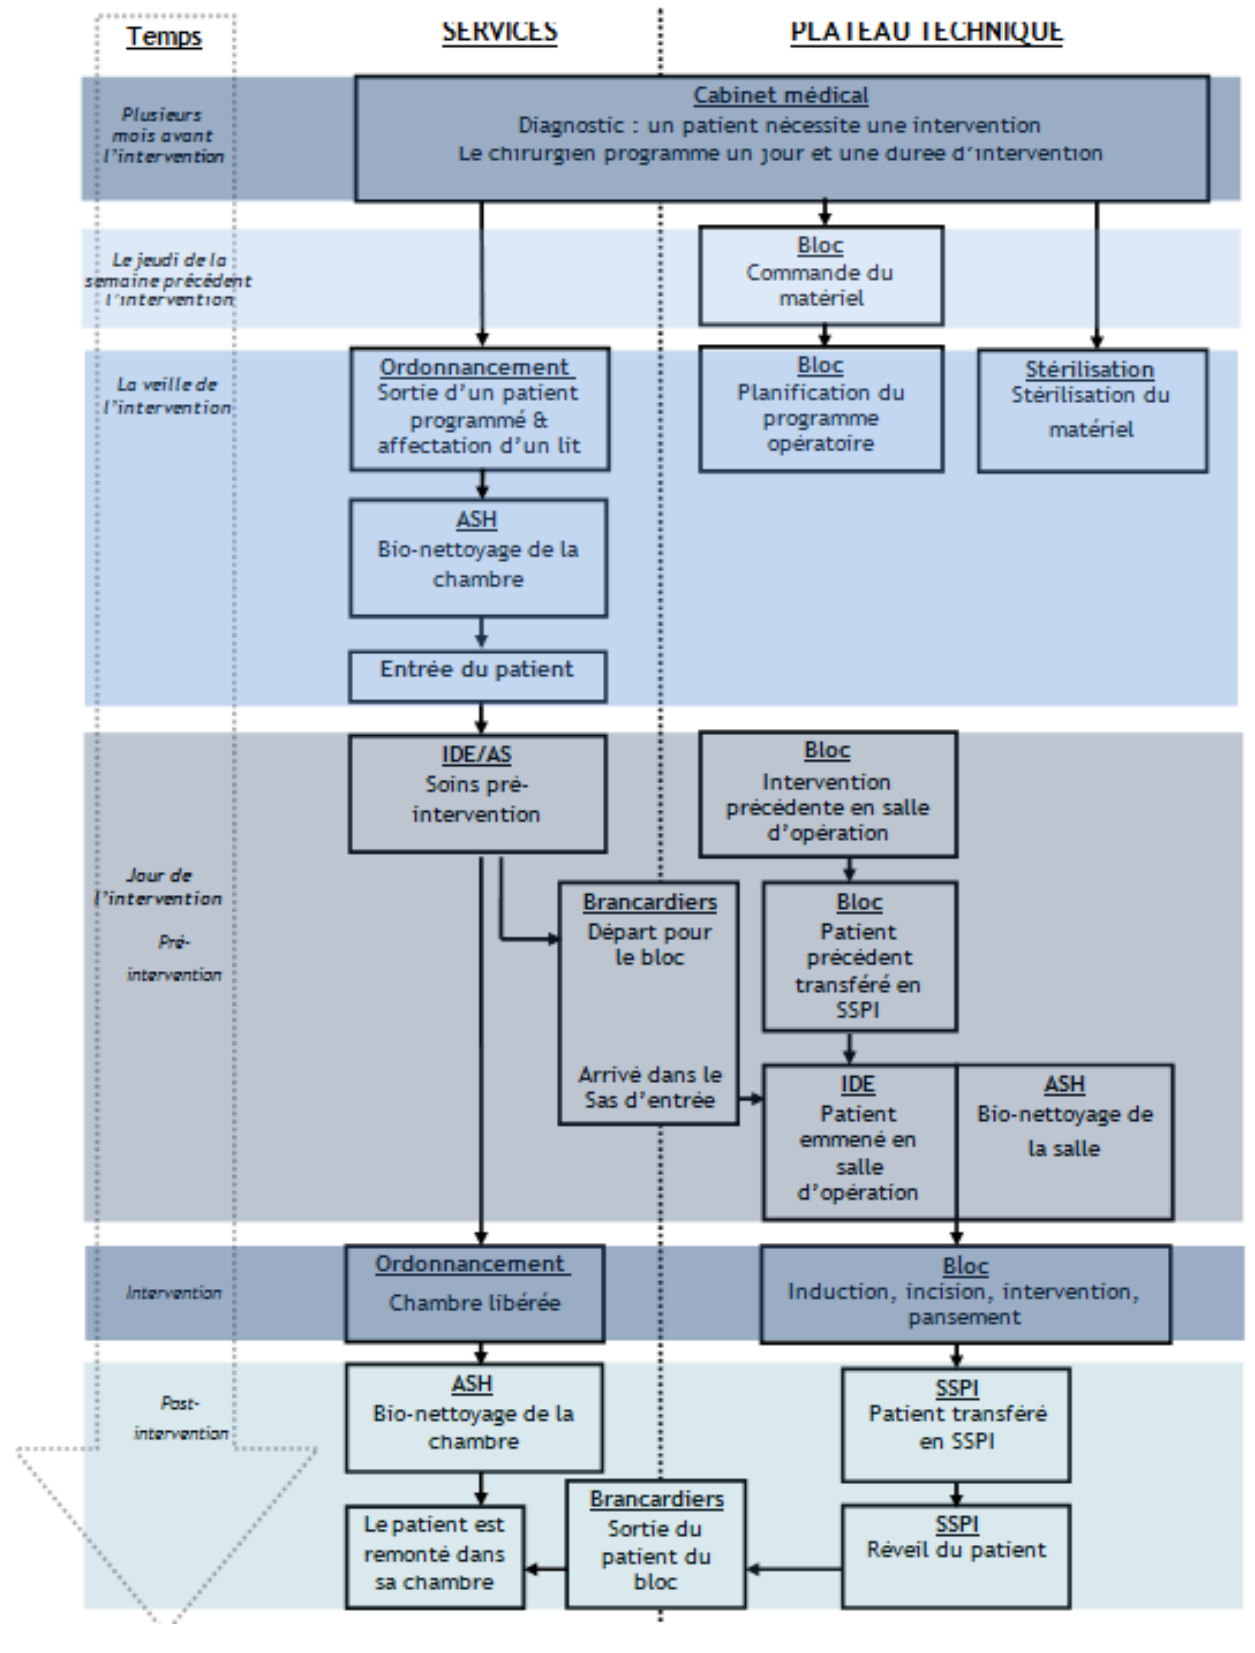 Temps
SERVICES
PLATEAU TECHNIQUE
Plusieurs
mois avant
l'intervention
Cabinet médical
Diagnostic : un patient nécessite une intervention
Le chirurgien programme un jour et une durée d'intervention
Le jeudi de la
semaine précédent
l'intervention
Bloc
Commande du
matériel
La veille de
l'intervention
Ordonnancement
Sortie d'un patient
programmé &
affectation d'un lit
Bloc
Planification du
programme
opératoire
Stérilisation
Stérilisation du
matériel
ASH
Bio-nettoyage de la
chambre
Entrée du patient
Jour de
l'intervention
Pré-
intervention
IDE/AS
Soins pré-
intervention
Bloc
Intervention
précédente en salle
d'opération
Brancardiers
Départ pour
le bloc
Arrivé dans le
Sas d'entrée
Bloc
Patient
précédent
transféré en
SSPI
IDE
Patient
emmené en
salle
d'opération
ASH
Bio-nettoyage de
la salle
Intervention
Ordonnancement
Chambre libérée
Bloc
Induction, incision, intervention,
pansement
Post-
intervention
ASH
Bio-nettoyage de la
chambre
SSPI
Patient transféré
en SSPI
Le patient est
remonté dans
sa chambre
Brancardiers
Sortie du
patient du
bloc
SSPI
Réveil du patient